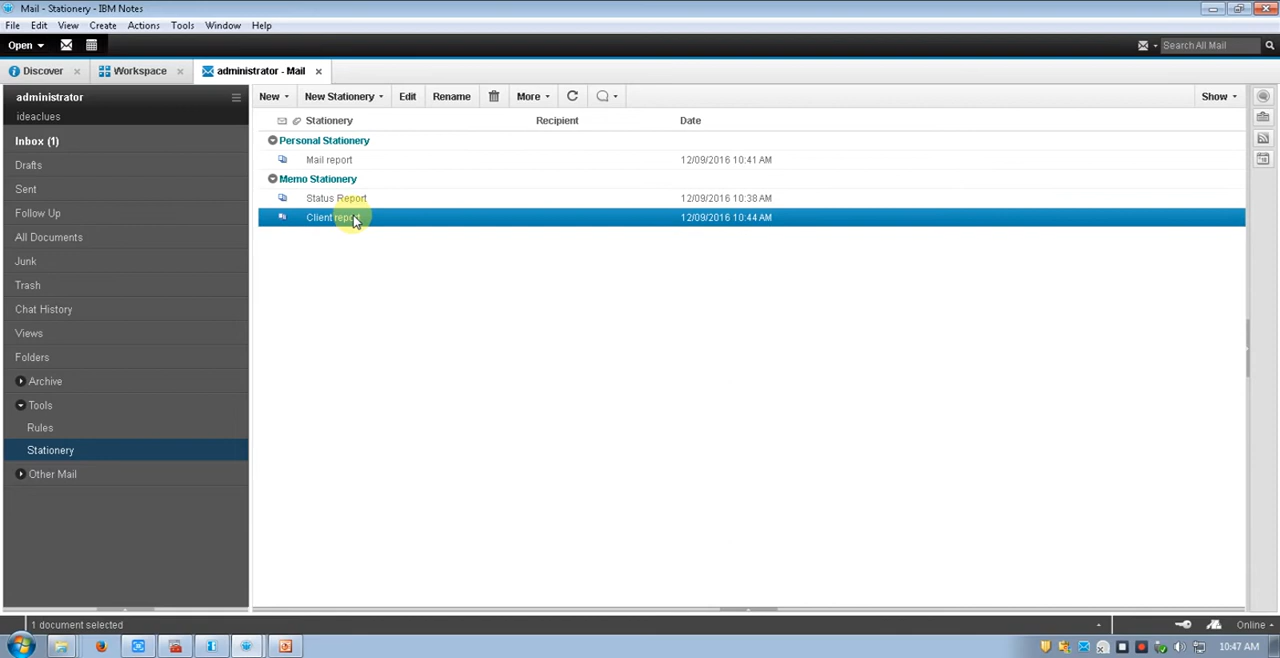 Mail - Stationery - IBM Notes
File Edit View Create Actions Tools Window Help
Open Search All Mail
Discover Workspace administrator - Mail
administrator
ideaclues
New New Stationery Edit Rename More Show
Stationery Recipient Date
Inbox (1)
Drafts
Sent
Follow Up
All Documents
Junk
Trash
Chat History
Views
Folders
Archive
Tools
Rules
Stationery
Other Mail
Personal Stationery
Mail report 12/09/2016 10:41 AM
Memo Stationery
Status Report 12/09/2016 10:38 AM
Client report 12/09/2016 10:44 AM
1 document selected Online
10:47 AM